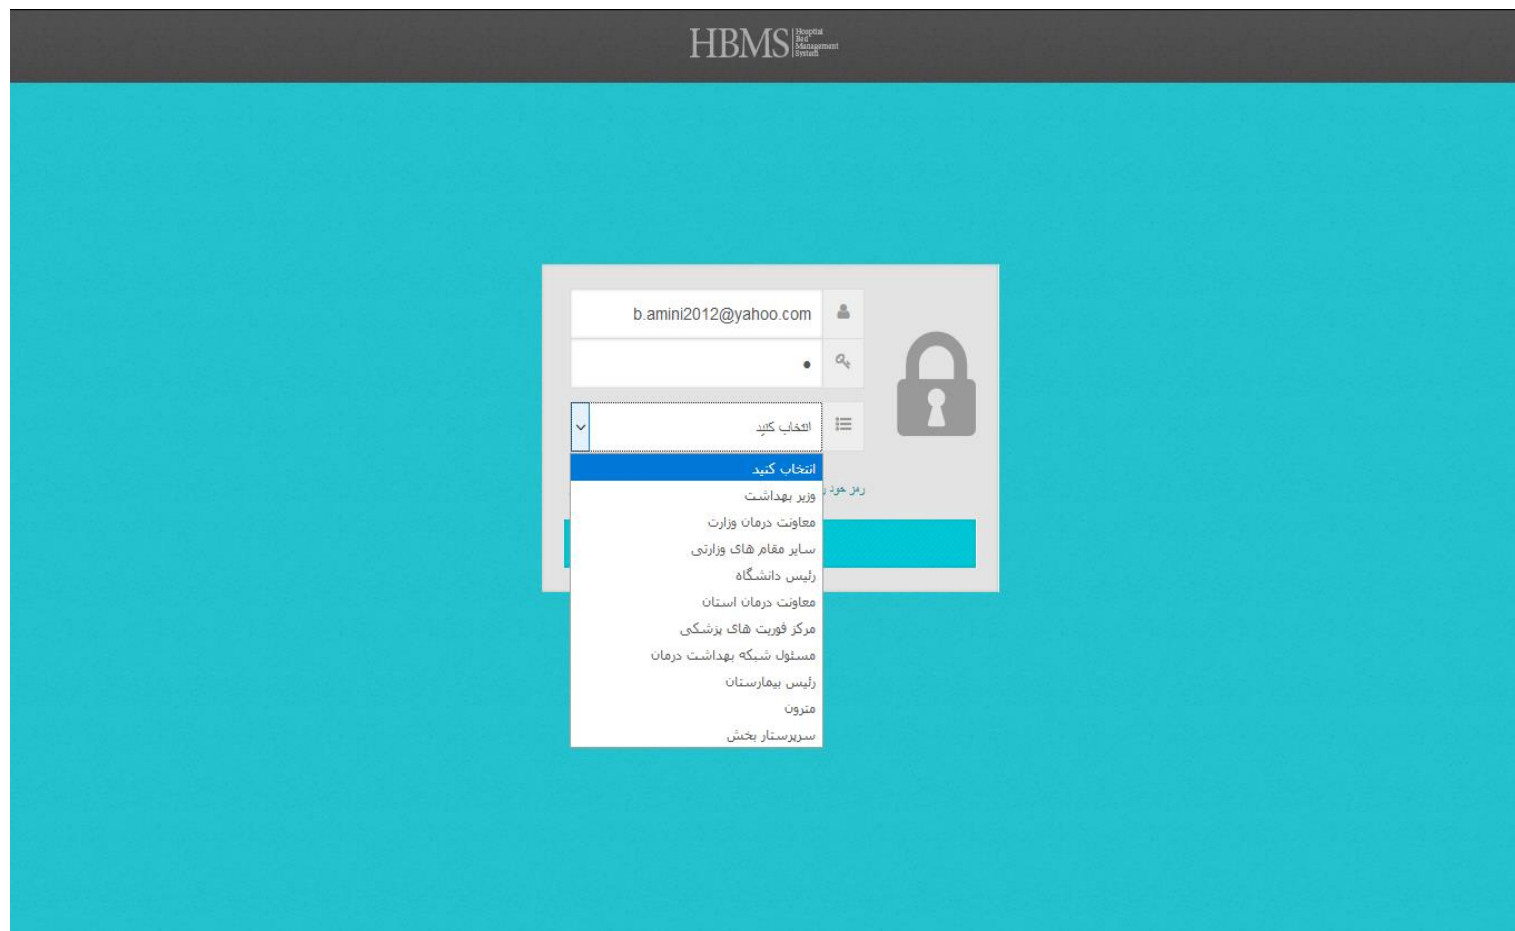 HBMS
Hospital
Bed
Management
System
b.amini2012@yahoo.com
انتخاب کنید
انتخاب کنید
وزیر بهداشت
رمز خود
معاونت درمان وزارت
سایر مقام های وزارتی
رئیس دانشگاه
معاونت درمان استان
مرکز فوریت های پزشکی
مسئول شبکه بهداشت درمان
رئیس بیمارستان
مترون
سرپرستار بخش